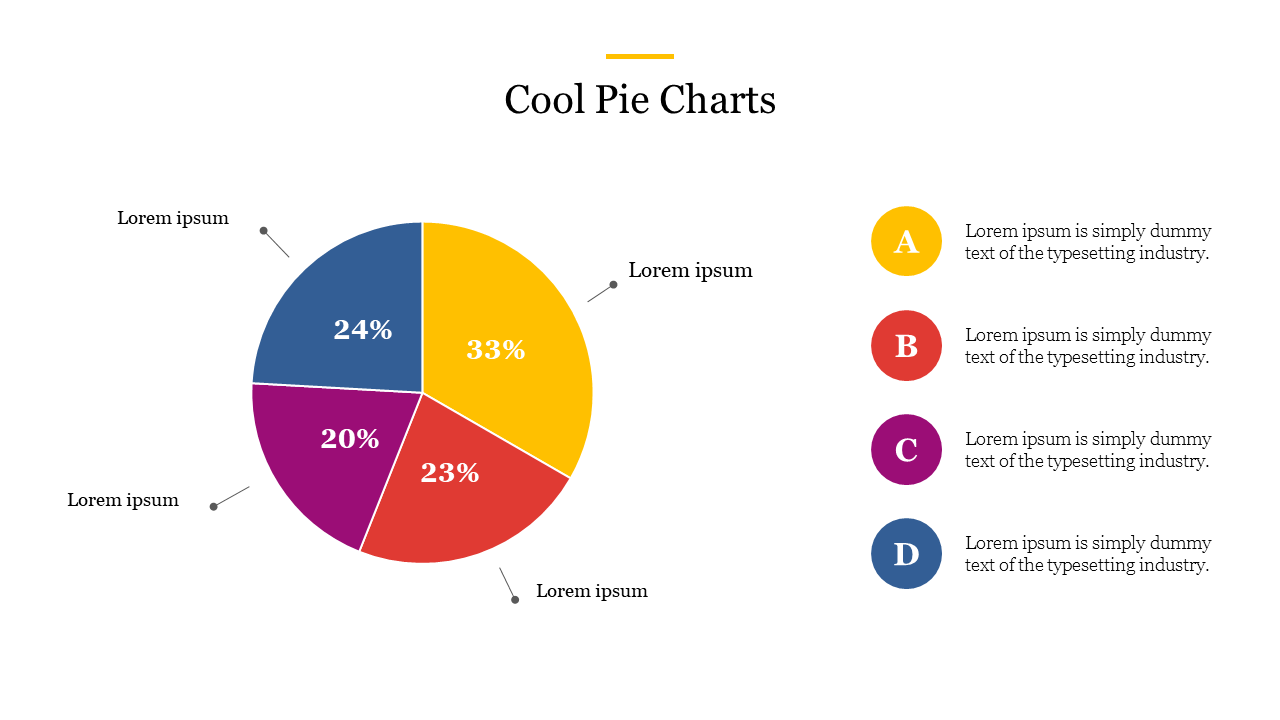 Cool Pie Charts
Lorem ipsum
Lorem ipsum
24%
33%
20%
23%
Lorem ipsum
Lorem ipsum
A
Lorem ipsum is simply dummy
text of the typesetting industry.
B
Lorem ipsum is simply dummy
text of the typesetting industry.
C
Lorem ipsum is simply dummy
text of the typesetting industry.
D
Lorem ipsum is simply dummy
text of the typesetting industry.